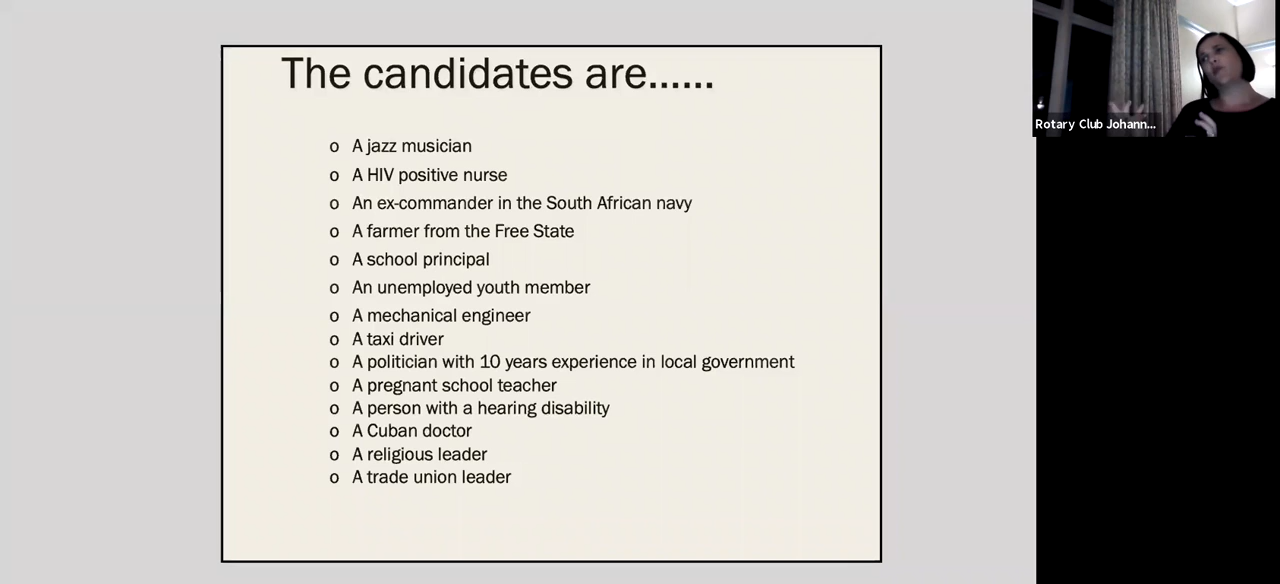 The candidates are......
o A jazz musician
o A HIV positive nurse
o An ex-commander in the South African navy
o A farmer from the Free State
o A school principal
o An unemployed youth member
o A mechanical engineer
o A taxi driver
o A politician with 10 years experience in local government
o A pregnant school teacher
o A person with a hearing disability
o A Cuban doctor
o A religious leader
o A trade union leader
Rotary Club Johann...